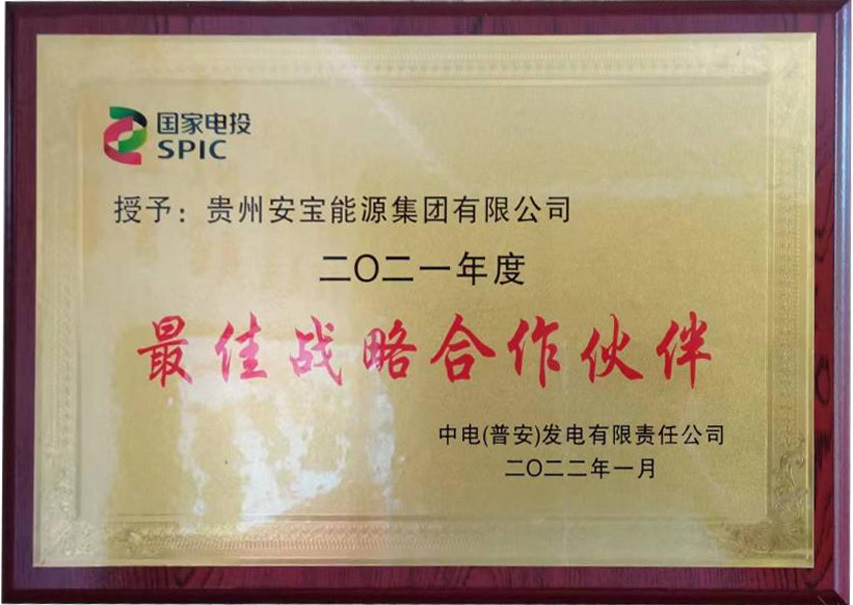 国家电投
SPIC
授予：贵州安宝能源集团有限公司
二〇二一年度
最佳战略合作伙伴
中电(普安)发电有限责任公司
二〇二二年一月